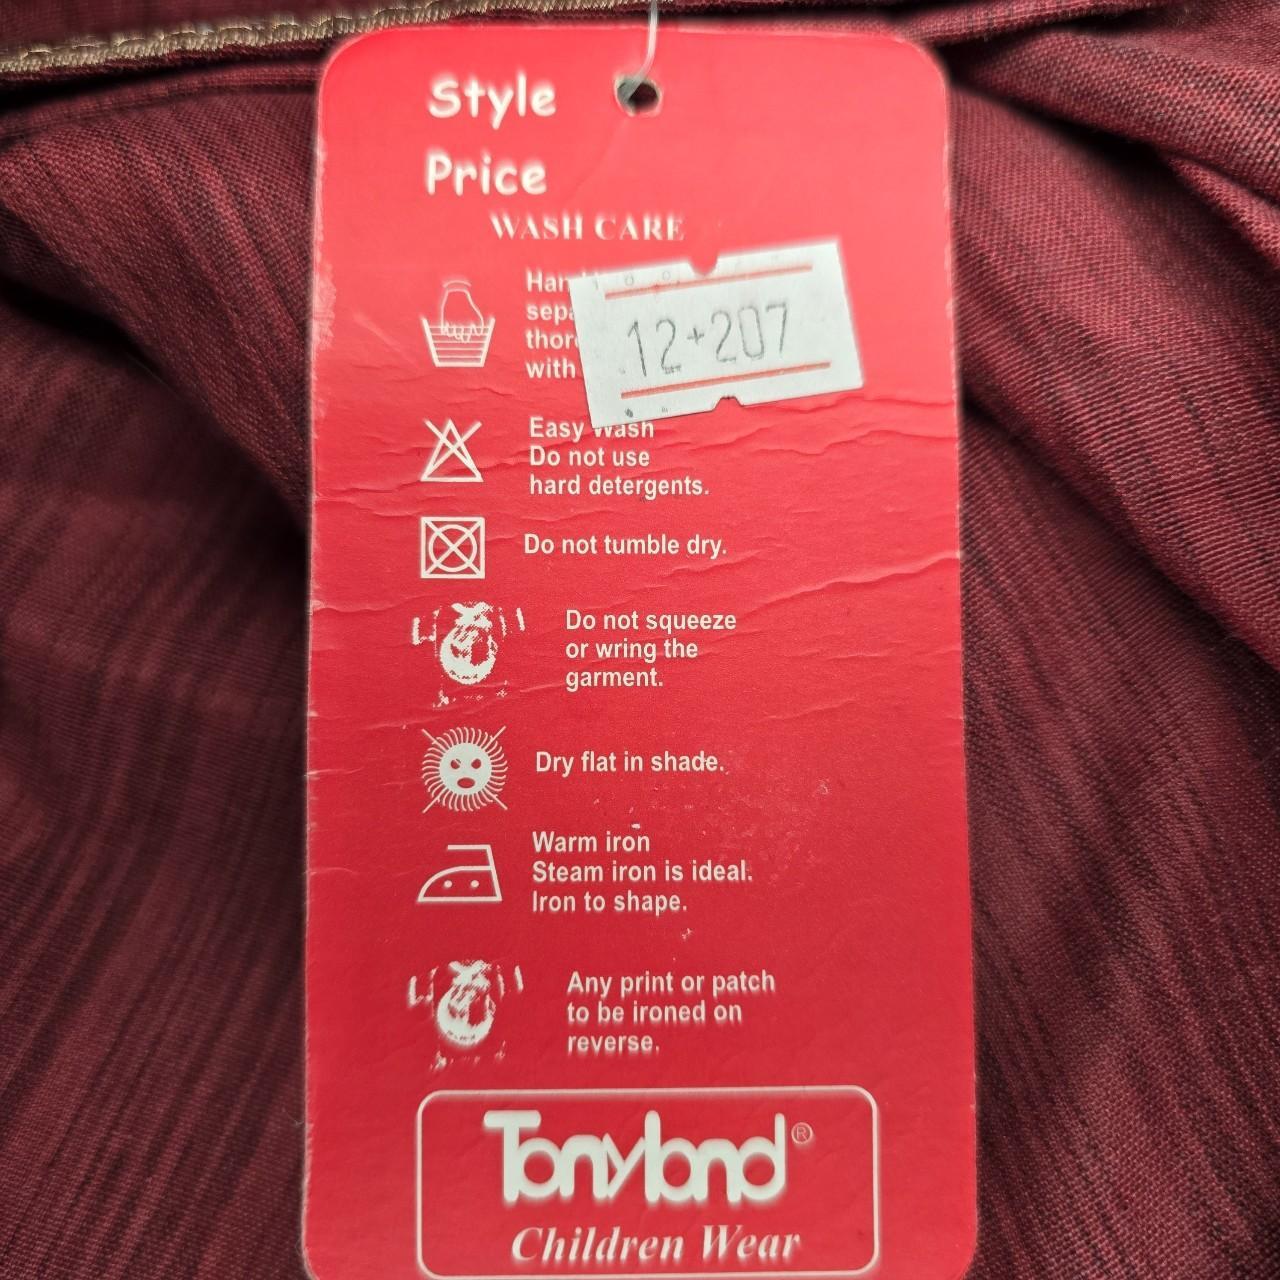 Style
Price
WASH CARE
12+207
with
Easy wash
Do not use
hard detergents.
Do not tumble dry.
Do not squeeze
or wring the
garment.
Dry flat in shade.
Warm iron
Steam iron is ideal.
Iron to shape.
Any print or patch
to be ironed on
reverse.
Tonyland®
Children Wear